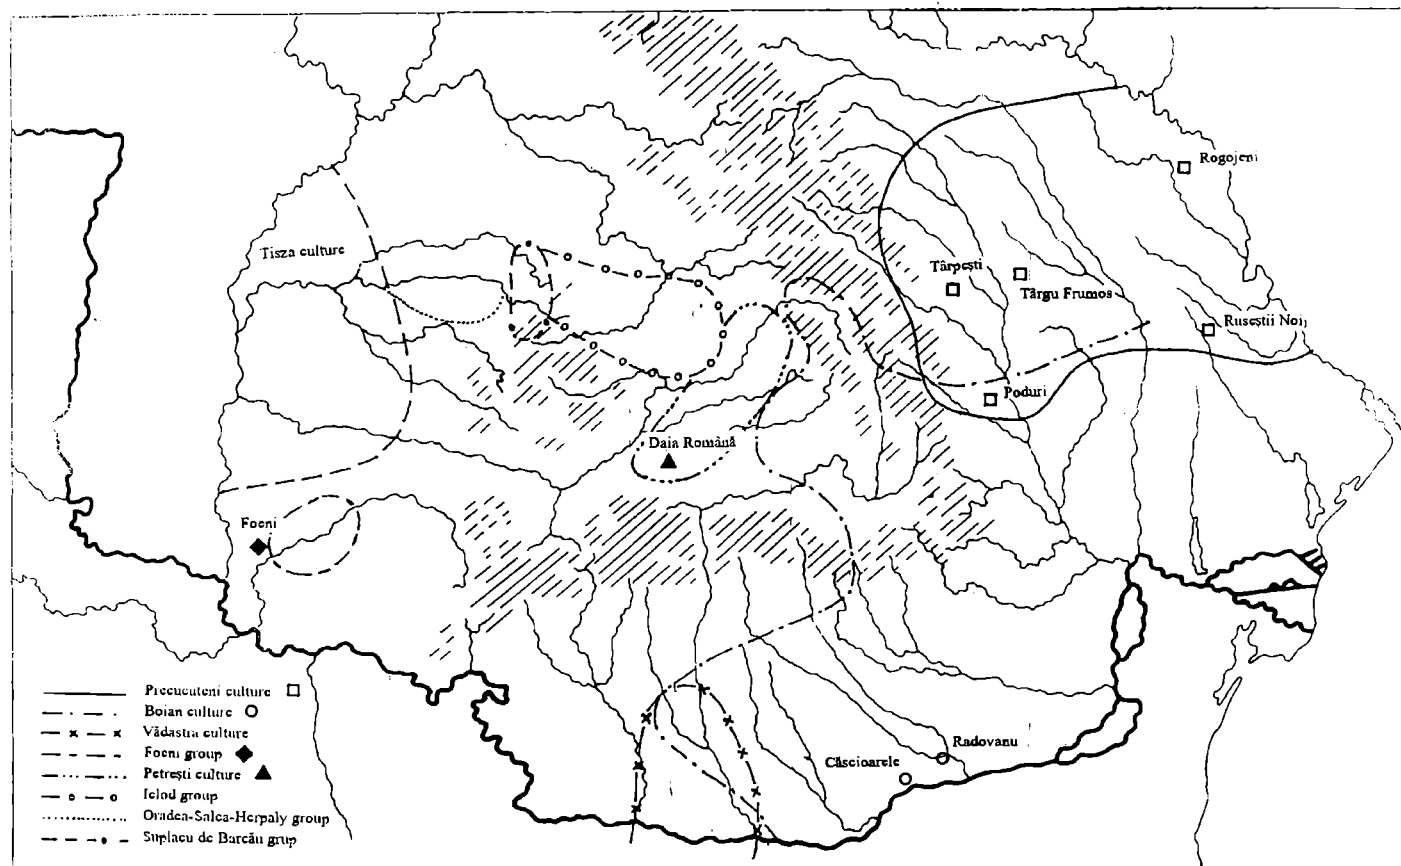 Rogojeni
Tisza culture
Târpești
Târgu Frumos
Rusestii Noi
Poduri
Daia Română
Foeni
Radovanu
Căscioarele
Precucuteni culture
Boian culture
Vădastra culture
Foeni group
Petrești culture
Iclod group
Oradea-Salca-Herpaly group
Suplacu de Barcău grup